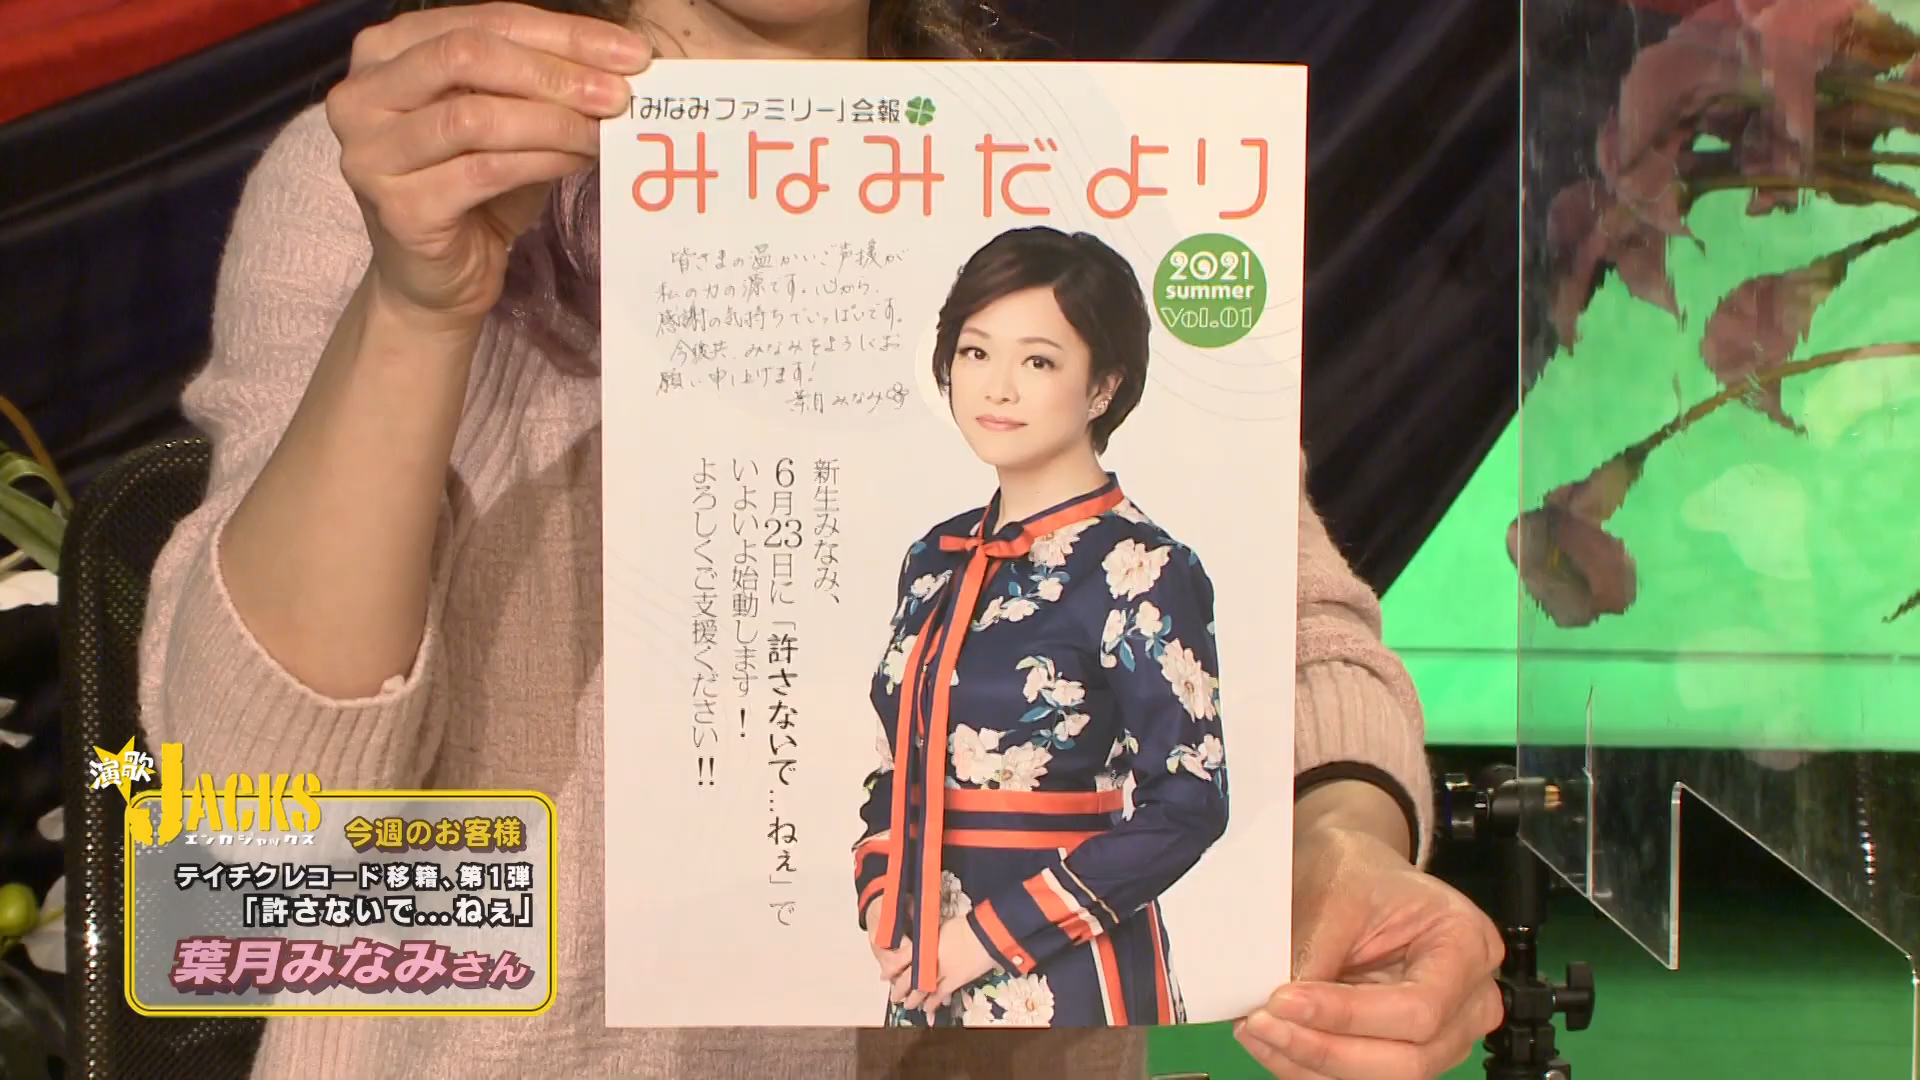 「みなみファミリー」会報
みなみだより
2021
summer
Vol.01
皆さまの温かいご声援が
私の力の源です。心から、
感謝の気持ちでいっぱいです。
今後共、みなみをよろしくお
願い申し上げます!
葉月みなみ
新生みなみ、
6月23日に「許さないで…ねぇ」で
いよいよ始動します!
よろしくご支援ください!!
演歌
JACKS
エンカジャックス
今週のお客様
テイチクレコード移籍、第1弾
「許さないで…ねぇ」
葉月みなみさん